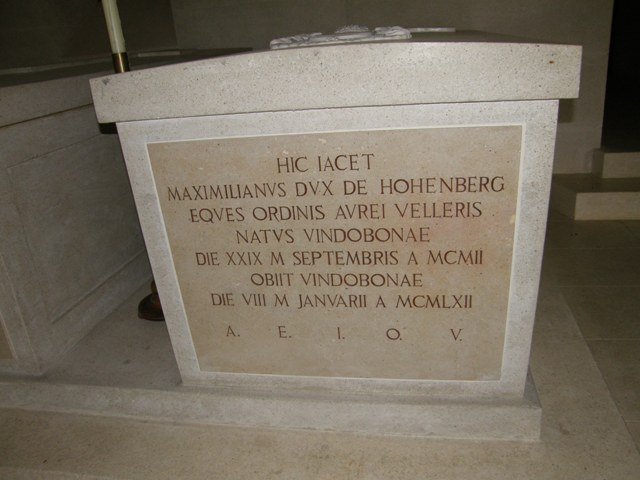 HIC IACET
MAXIMILIANVS DVX DE HOHENBERG
EQVES ORDINIS AVREI VELLERIS
NATVS VINDOBONAE
DIE XXIX M SEPTEMBRIS A MCMII
OBIIT VINDOBONAE
DIE VIII M JANVARII A MCMLXII
A. E. I. O. V.